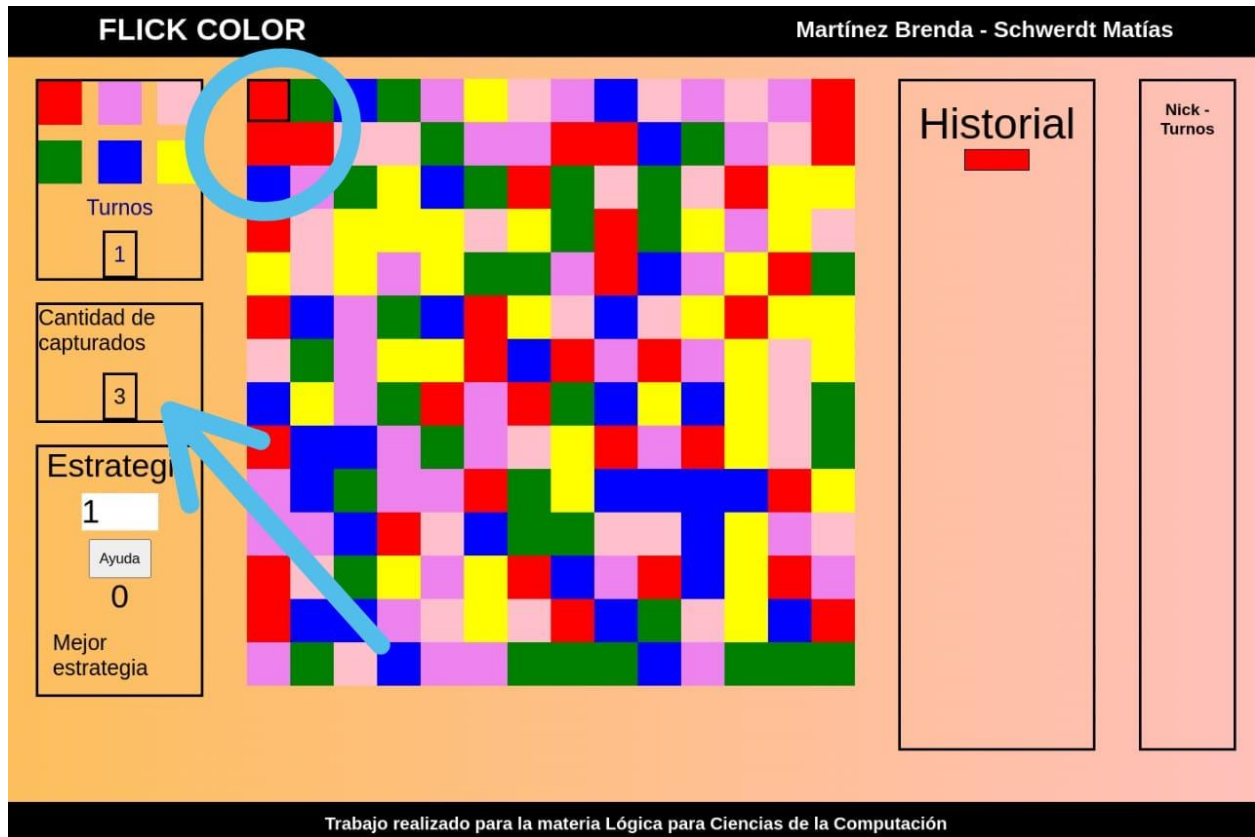 FLICK COLOR
Martínez Brenda - Schwerdt Matías
Turnos
1
Cantidad de
capturados
3
Estrategi
1
Ayuda
0
Mejor
estrategia
Historial
Nick -
Turnos
Trabajo realizado para la materia Lógica para Ciencias de la Computación